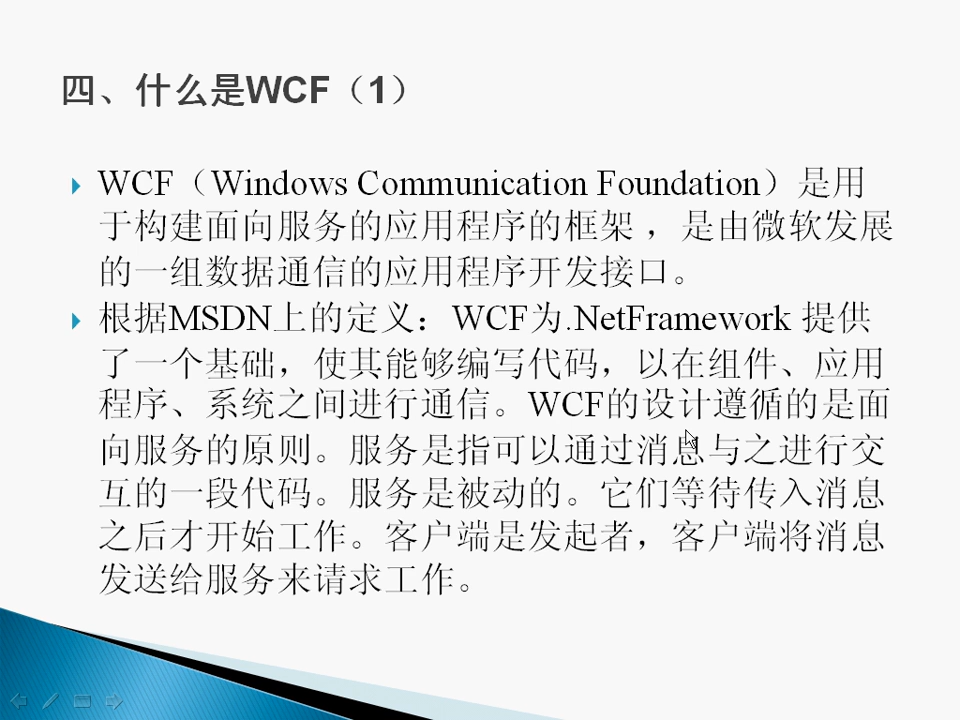 四、什么是WCF（1）
WCF（Windows Communication Foundation）是用
于构建面向服务的应用程序的框架 ，是由微软发展
的一组数据通信的应用程序开发接口。
根据MSDN上的定义：WCF为.NetFramework 提供
了一个基础，使其能够编写代码，以在组件、应用
程序、系统之间进行通信。WCF的设计遵循的是面
向服务的原则。服务是指可以通过消息与之进行交
互的一段代码。服务是被动的。它们等待传入消息
之后才开始工作。客户端是发起者，客户端将消息
发送给服务来请求工作。